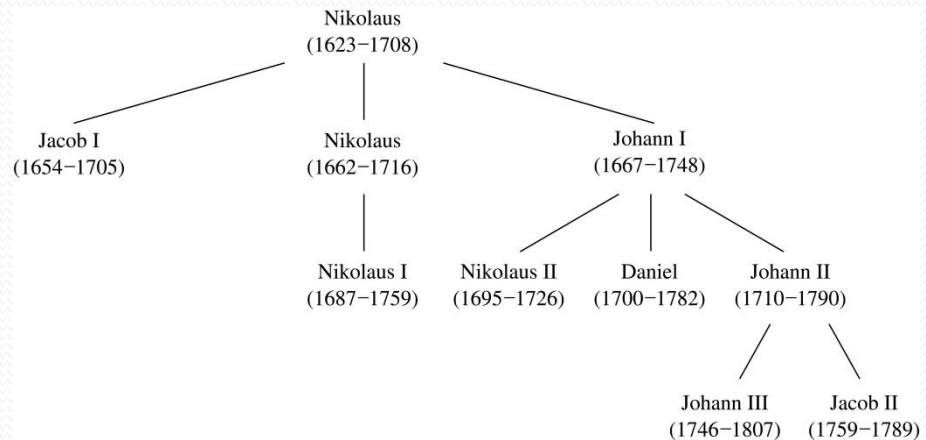 Nikolaus
(1623–1708)
Jacob I
(1654–1705)
Nikolaus
(1662–1716)
Johann I
(1667–1748)
Nikolaus I
(1687–1759)
Nikolaus II
(1695–1726)
Daniel
(1700–1782)
Johann II
(1710–1790)
Johann III
(1746–1807)
Jacob II
(1759–1789)